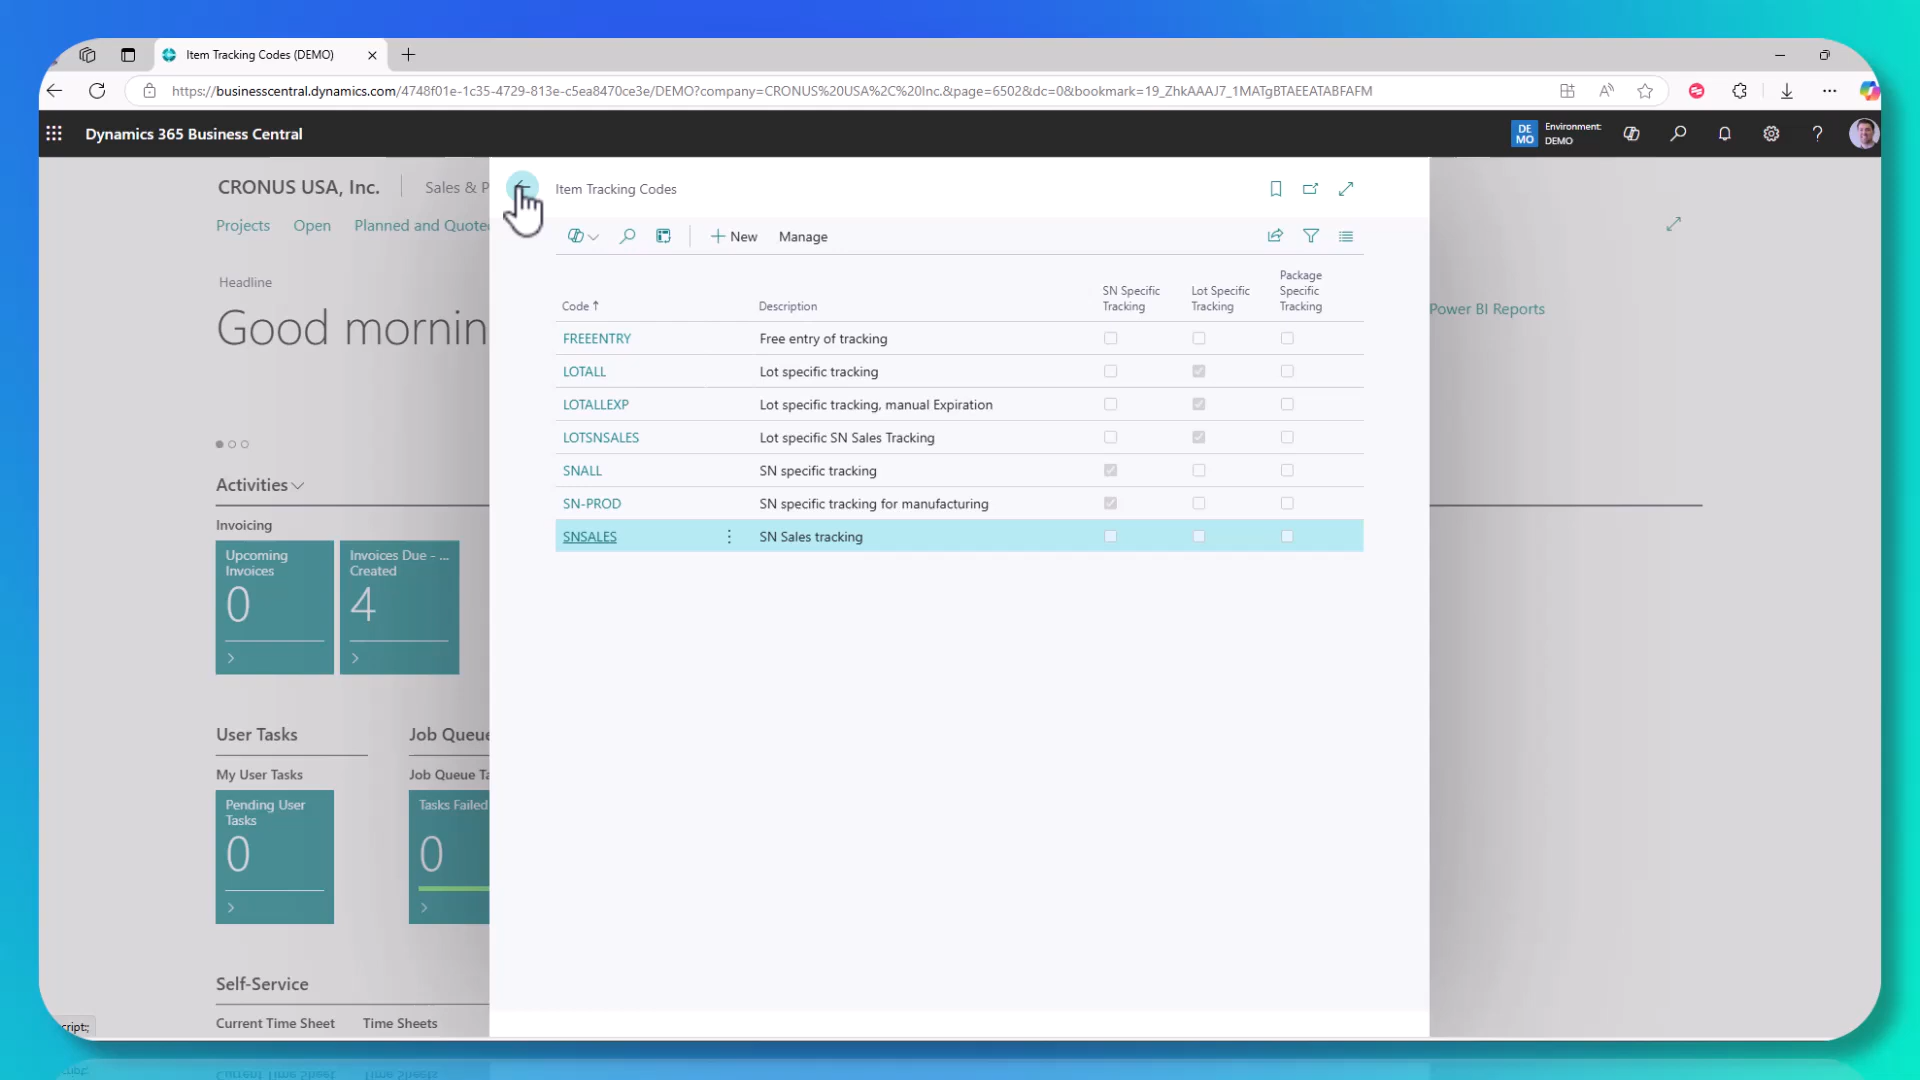 Item Tracking Codes (DEMO)
https://businesscentral.dynamics.com/4748f01e-1c35-4729-813e-c5ea8470ce3e/DEMO?company=CRONUS%20USA%2C%20Inc.&page=6502&dc=0&bookmark=19_ZhkAAAJ7_1MATgBTAEEATABFAFM
Dynamics 365 Business Central
DE
MO
Environment:
DEMO
CRONUS USA, Inc.
Sales & P
Item Tracking Codes
Projects
Open
Planned and Quoted
New
Manage
Headline
Good mornin
Code ↑
Description
SN Specific
Tracking
Lot Specific
Tracking
Package
Specific
Tracking
Power BI Reports
FREEENTRY Free entry of tracking
LOTALL Lot specific tracking
LOTALLEXP Lot specific tracking, manual Expiration
LOTSNSALES Lot specific SN Sales Tracking
SNALL SN specific tracking
SN-PROD SN specific tracking for manufacturing
SNSALES SN Sales tracking
Activities
Invoicing
Upcoming
Invoices
0
Invoices Due - ...
Created
4
User Tasks
Job Queue
My User Tasks
Job Queue Ta
Pending User
Tasks
0
Tasks Failed
0
Self-Service
Current Time Sheet
Time Sheets
cript: